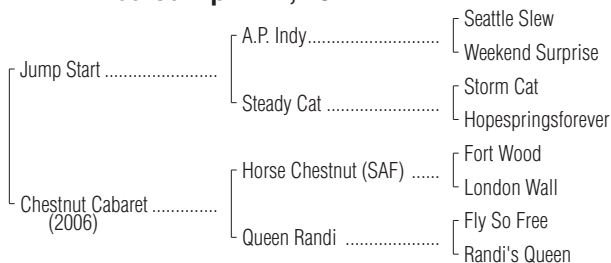 Seattle Slew
A.P. Indy
Weekend Surprise
Jump Start
Storm Cat
Steady Cat
Hopespringsforever
Fort Wood
Horse Chestnut (SAF)
London Wall
Chestnut Cabaret
(2006)
Fly So Free
Queen Randi
Randi's Queen